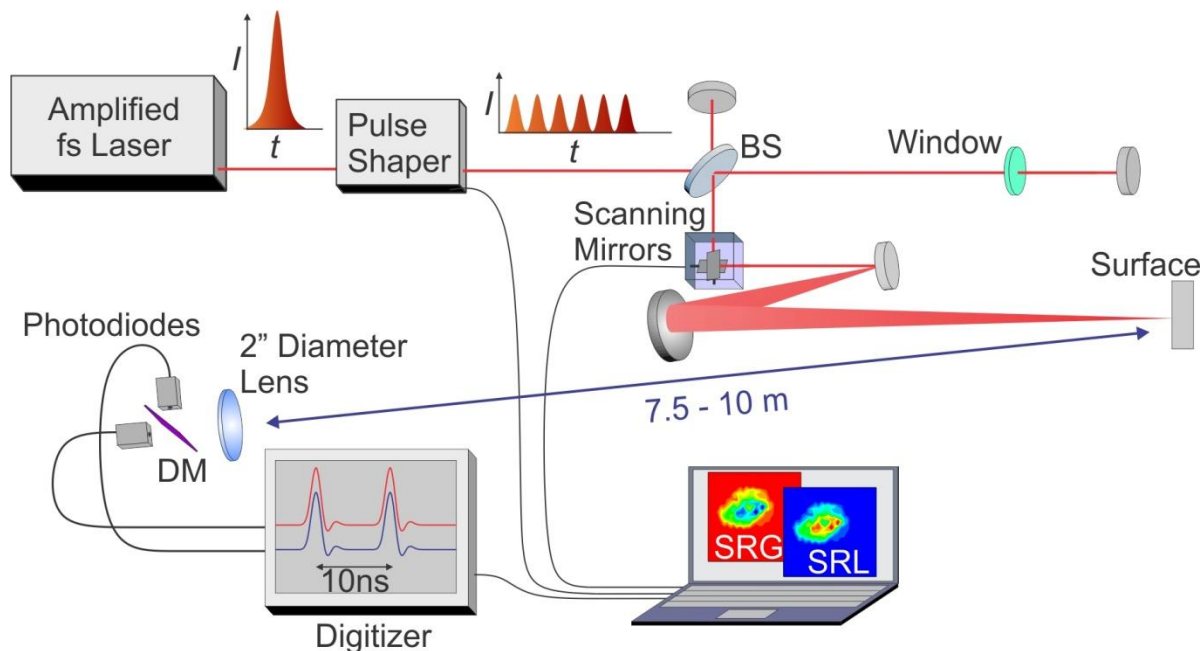 Amplified
fs Laser
I
t
Pulse
Shaper
I
t
BS
Window
Scanning
Mirrors
Surface
Photodiodes
2” Diameter
Lens
DM
7.5 - 10 m
10ns
Digitizer
SRG
SRL